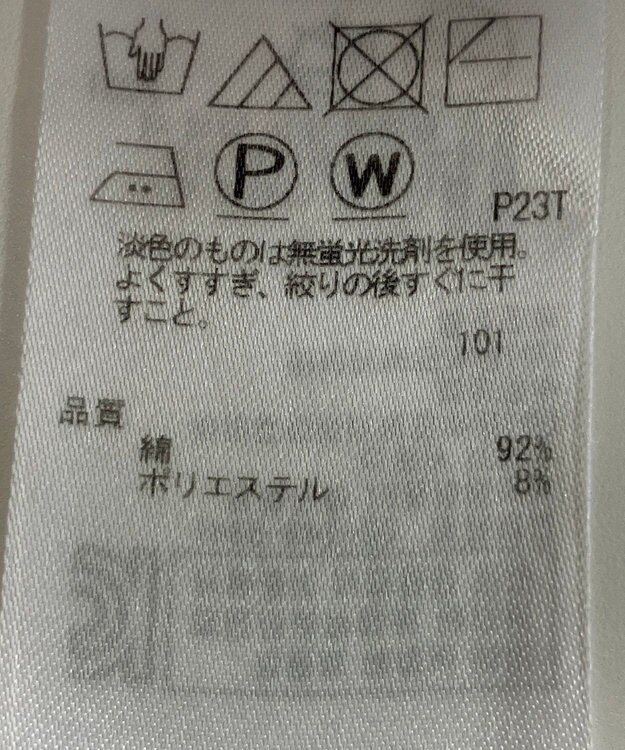 P W
P23T
淡色のものは無蛍光洗剤を使用。
よくすすぎ、絞りの後すぐに干
すこと。
101
品質
綿 92%
ポリエステル 8%